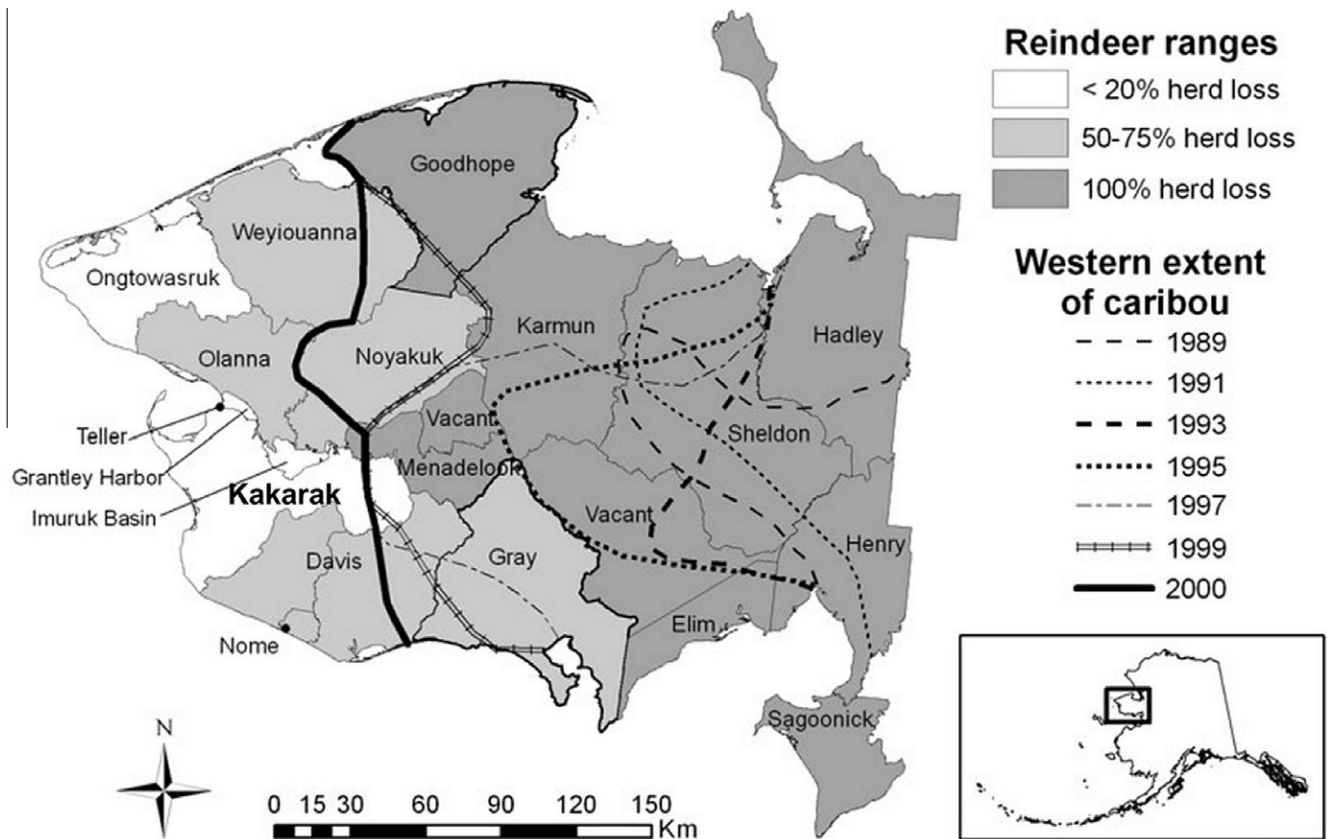 Reindeer ranges
< 20% herd loss
50-75% herd loss
100% herd loss
Western extent
of caribou
1989
1991
1993
1995
1997
1999
2000
Goodhope
Weyiouanna
Ongtowasruk
Karmun
Hadley
Olanna
Noyakuk
Teller
Vacant
Sheldon
Grantley Harbor
Menadelook
Kakarak
Imuruk Basin
Vacant
Henry
Davis
Gray
Nome
Elim
Sagoonick
N
0 15 30 60 90 120 150
Km